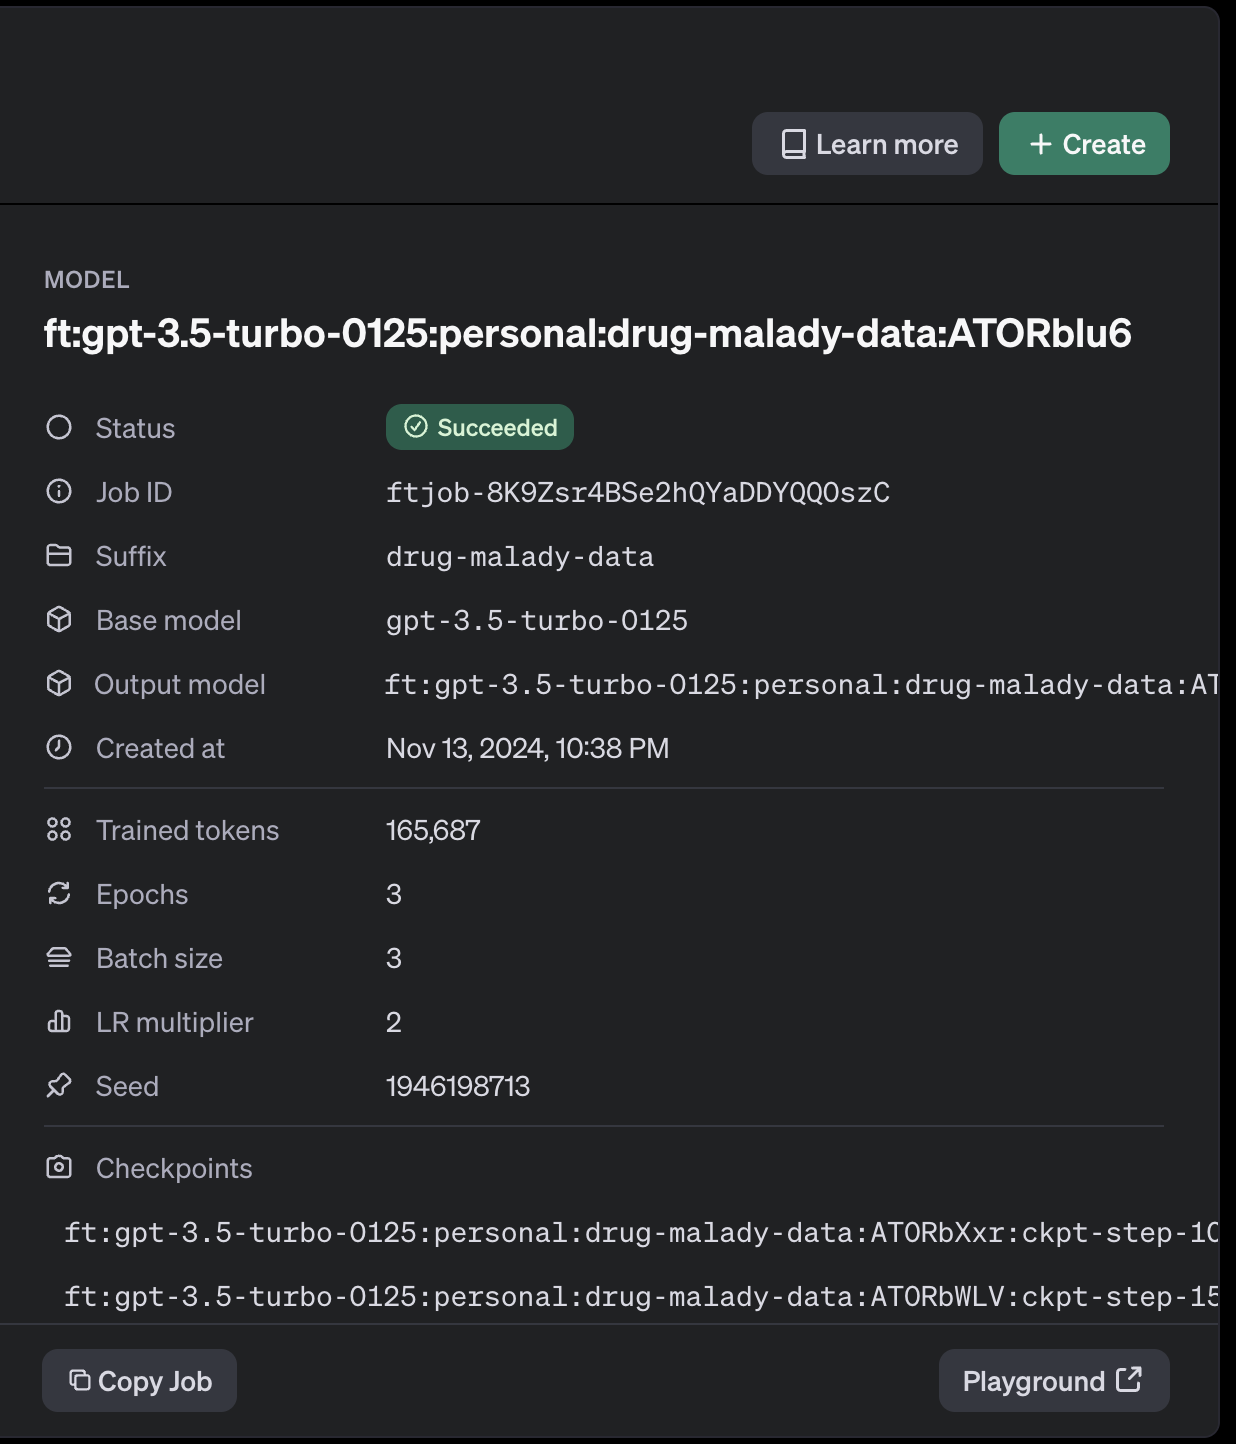 Learn more
+ Create
MODEL
ft:gpt-3.5-turbo-0125:personal:drug-malady-data:ATORblu6
Status
Succeeded
Job ID
ftjob-8K9Zsr4BSe2hQYaDDYQQOszC
Suffix
drug-malady-data
Base model
gpt-3.5-turbo-0125
Output model
ft:gpt-3.5-turbo-0125:personal:drug-malady-data:AT
Created at
Nov 13, 2024, 10:38 PM
Trained tokens
165,687
Epochs
3
Batch size
3
LR multiplier
2
Seed
1946198713
Checkpoints
ft:gpt-3.5-turbo-0125:personal:drug-malady-data:ATORbXxr:ckpt-step-10
ft:gpt-3.5-turbo-0125:personal:drug-malady-data:ATORbWLV:ckpt-step-15
Copy Job
Playground